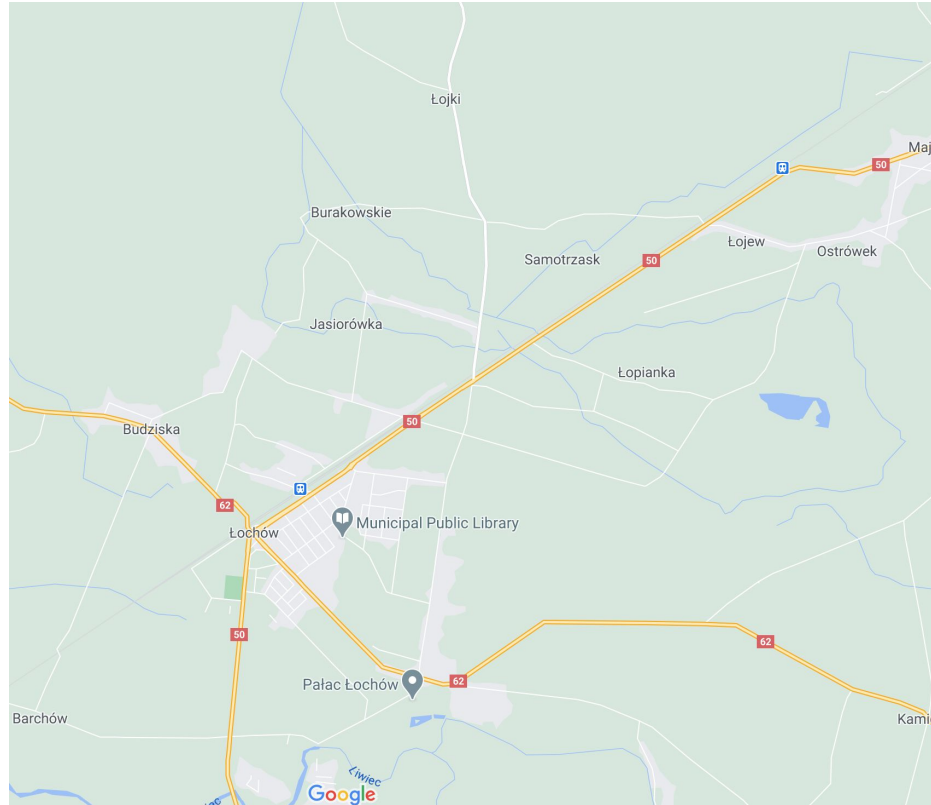 Łojki
Maj
50
Burakowskie
Łojew
Ostrówek
Samotrzask
50
Jasiorówka
Łopianka
50
Budziska
62
Municipal Public Library
Łochów
50
62
62
Pałac Łochów
Barchów
Kami
Liwiec
Google